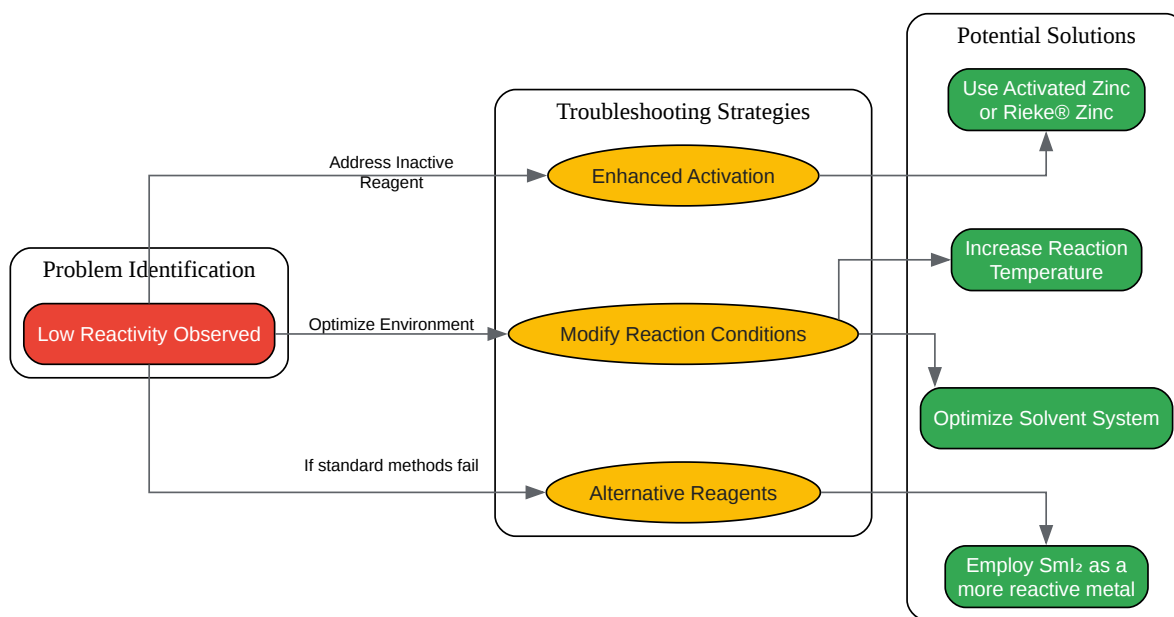 Potential Solutions
Use Activated Zinc
or Rieke® Zinc
Troubleshooting Strategies
Address Inactive
Reagent
Enhanced Activation
Increase Reaction
Temperature
Problem Identification
Low Reactivity Observed
Optimize Environment
Modify Reaction Conditions
Optimize Solvent System
If standard methods fail
Alternative Reagents
Employ SmI₂ as a
more reactive metal